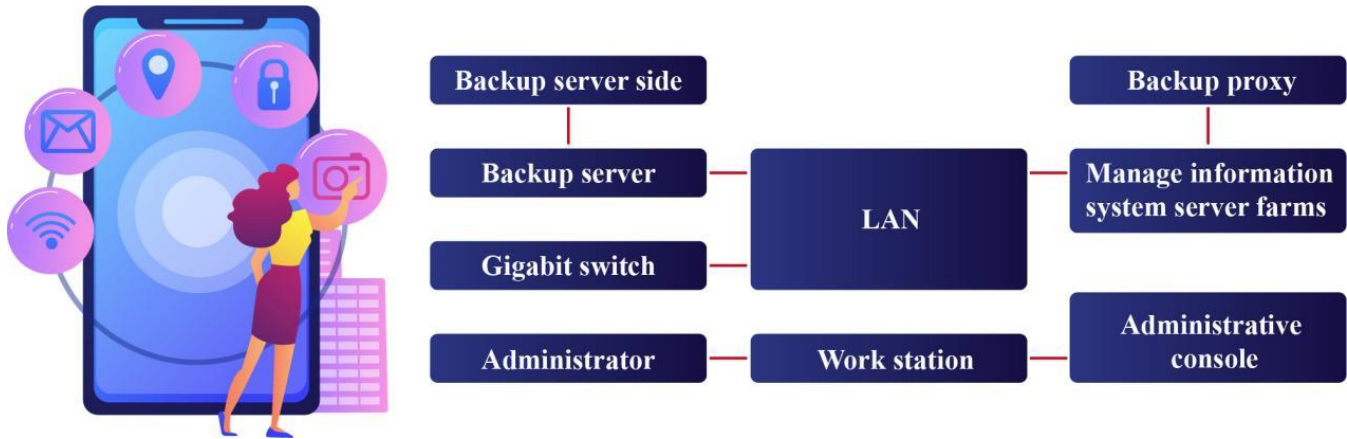 Backup server side
Backup proxy
Backup server
LAN
Manage information
system server farms
Gigabit switch
Administrator
Work station
Administrative
console